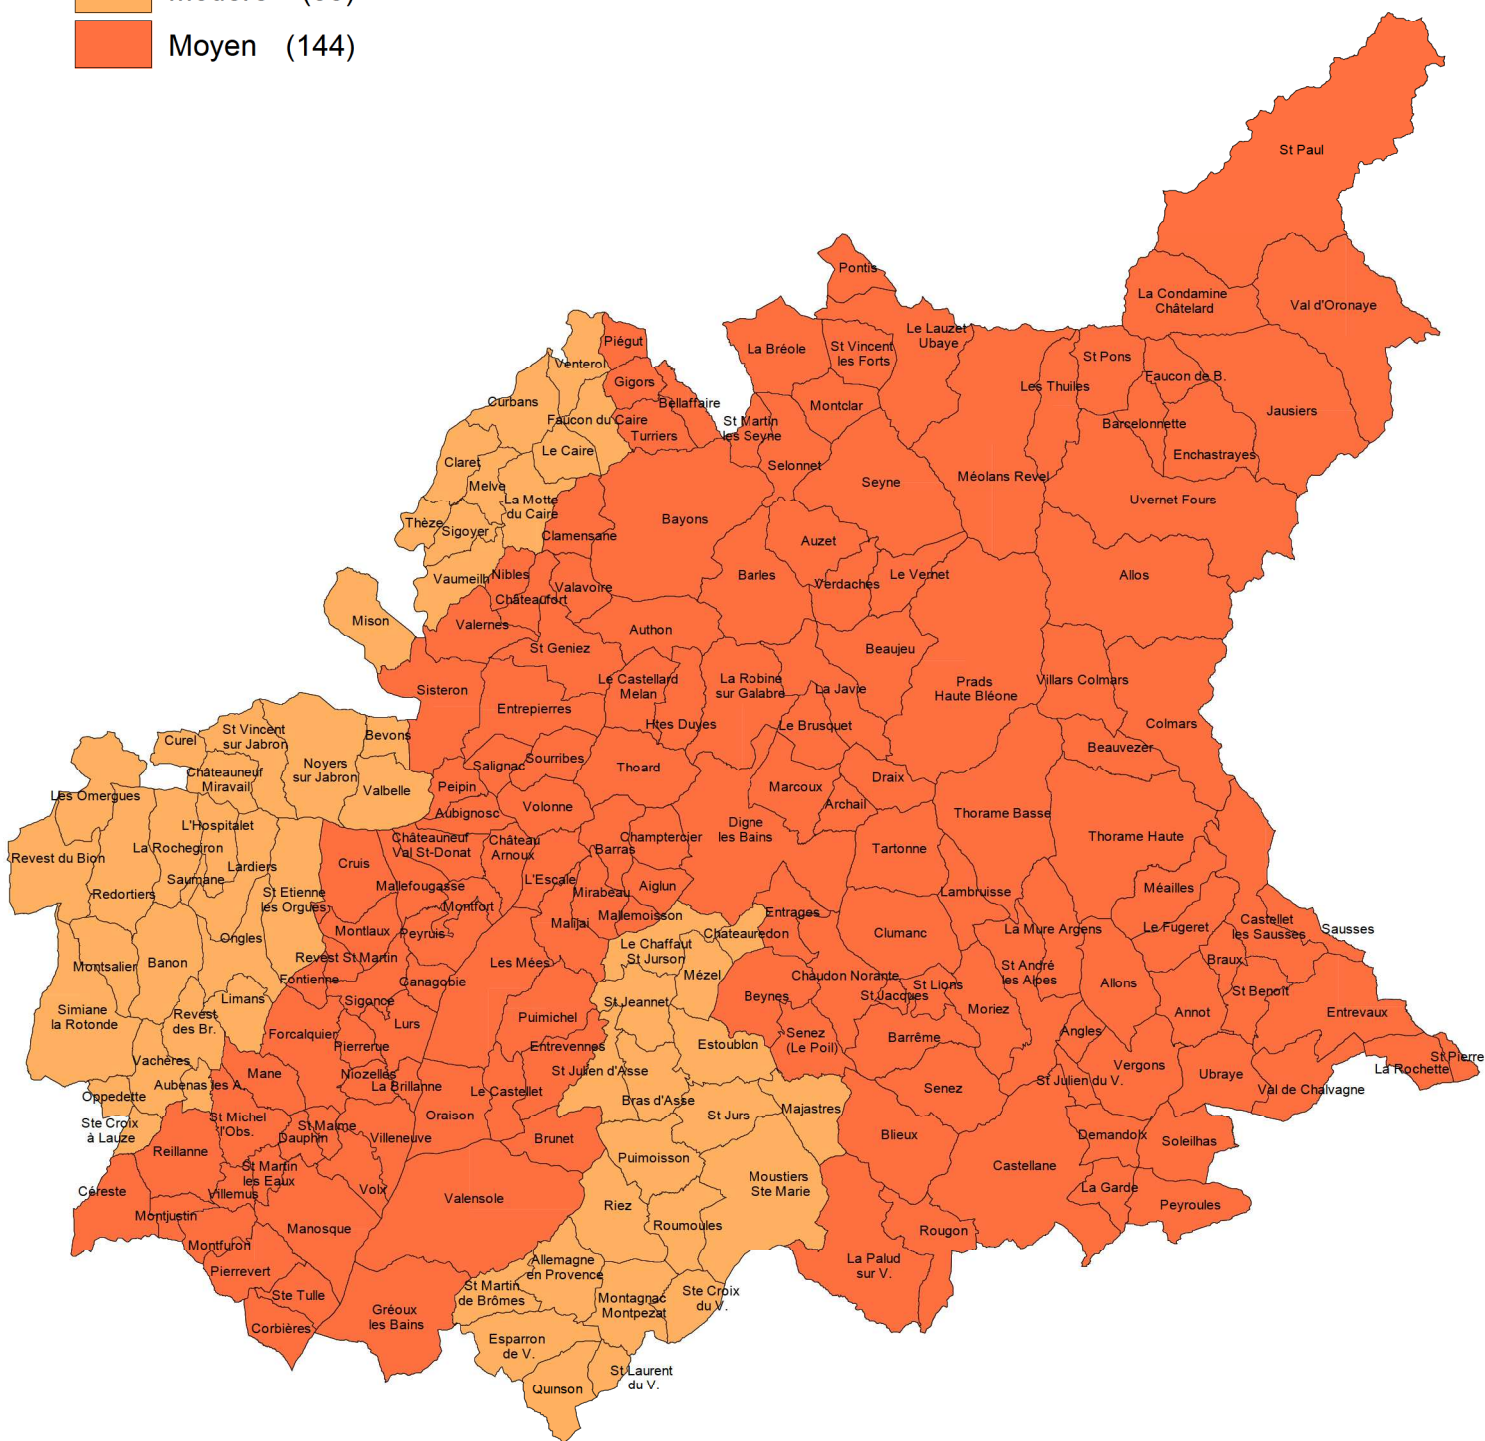 Moyen (144)
St Paul
Pontis
La Condamine
Châtelard
Val d'Oronaye
Le Lauzet
Ubaye
Piégut
La Bréole
St Vincent
les Forts
St Pons
Venterol
Gigors
Les Thuiles
Faucon de B.
Curbans
Bellaffaire
Montclar
Jausiers
Faucon du Caire
St Martin
les Seyne
Barcelonnette
Turriers
Le Caire
Enchastrayes
Claret
Selonnet
Seyne
Méolans Revel
Melve
La Motte
du Caire
Uvernet Fours
Thèze
Sigoyer
Bayons
Clamensane
Auzet
Vaumeilh
Nibles
Valavoire
Barles
Verdaches
Le Vernet
Allos
Châteaufort
Mison
Valernes
Authon
St Geniez
Beaujeu
Sisteron
Le Castellard
Melan
La Robine
sur Galabre
La Javie
Prads
Haute Bléone
Villars Colmars
Entrepierres
Htes Duyes
Le Brusquet
Colmars
St Vincent
sur Jabron
Curel
Bevons
Beauvezer
Noyers
sur Jabron
Châteauneuf
Miravail
Valbelle
Salignac
Sourribes
Thoard
Draix
Les Omergues
Peipin
Marcoux
Volonne
Archail
Aubignosc
Thorame Basse
L'Hospitalet
Digne
les Bains
Thorame Haute
Châteauneuf
Val St-Donat
Château
Arnoux
Champtercier
Revest du Bion
La Rochegiron
Barras
Tartonne
Cruis
Lardiers
Saumane
L'Escale
Mallefougasse
Aiglun
Mirabeau
Lambruisse
Méailles
Redortiers
St Etienne
les Orgues
Montfort
Mallemoisson
Entrages
Malijai
Castellet
les Sausses
Sausses
Montlaux
Peyruis
Chateauredon
Clumanc
La Mure Argens
Le Fugeret
Ongles
Le Chaffaut
St Jurson
Montsalier
Banon
Revest St Martin
Les Mées
Braux
Mézel
St André
les Alpes
Fontienne
Ganagobie
Chaudon Norante
Allons
St Lions
St Benoît
Limans
Sigonce
St Jeannet
Beynes
St Jacques
Simiane
la Rotonde
Revest
des Br.
Lurs
Puimichel
Moriez
Annot
Entrevaux
Forcalquier
Senez
(Le Poil)
Barrême
Angles
Pierrerue
Entrevennes
Estoublon
Vachères
St Pierre
Mane
Niozelles
St Julien d'Asse
Vergons
La Rochette
Aubenas les A.
La Brillanne
Le Castellet
Senez
St Julien du V.
Ubraye
Val de Chalvagne
Oppedette
Bras d'Asse
St Michel
l'Obs.
Oraison
St Jurs
Majastres
Ste Croix
à Lauze
St Maime
Dauphin
Villeneuve
Brunet
Blieux
Demandolx
Soleilhas
Reillanne
Puimoisson
Castellane
St Martin
les Eaux
Moustiers
Ste Marie
Céreste
Villemus
Volx
Valensole
La Garde
Riez
Peyroules
Montjustin
Manosque
Roumoules
Rougon
Montfuron
La Palud
sur V.
Pierrevert
Allemagne
en Provence
St Martin
de Brômes
Ste Tulle
Montagnac
Montpezat
Ste Croix
du V.
Gréoux
les Bains
Corbières
Esparron
de V.
St Laurent
du V.
Quinson